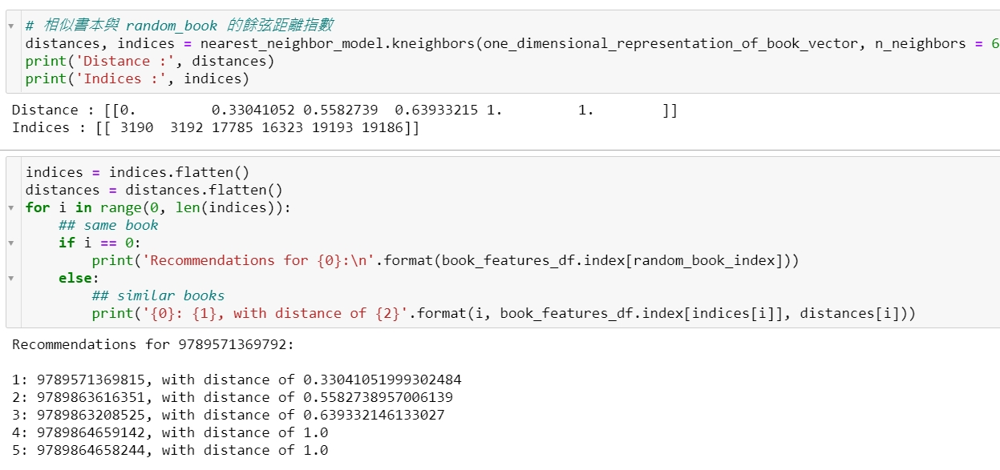 # 相似書本與 random_book 的餘弦距離指數
distances, indices = nearest_neighbor_model.kneighbors(one_dimensional_representation_of_book_vector, n_neighbors = 6
print('Distance :', distances)
print('Indices :', indices)
Distance : [[0.         0.33041052 0.5582739  0.63933215 1.         1.        ]]
Indices : [[ 3190  3192 17785 16323 19193 19186]]
indices = indices.flatten()
distances = distances.flatten()
for i in range(0, len(indices)):
    ## same book
    if i == 0:
        print('Recommendations for {0}:\n'.format(book_features_df.index[random_book_index]))
    else:
        ## similar books
        print('{0}: {1}, with distance of {2}'.format(i, book_features_df.index[indices[i]], distances[i]))
Recommendations for 9789571369792:
1: 9789571369815, with distance of 0.33041051999302484
2: 9789863616351, with distance of 0.5582738957006139
3: 9789863208525, with distance of 0.639332146133027
4: 9789864659142, with distance of 1.0
5: 9789864658244, with distance of 1.0